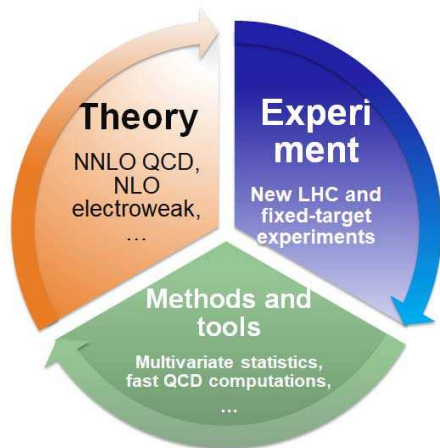 Theory
NNLO QCD,
NLO
electroweak,
...
Experi
ment
New LHC and
fixed-target
experiments
Methods and
tools
Multivariate statistics,
fast QCD computations,
...